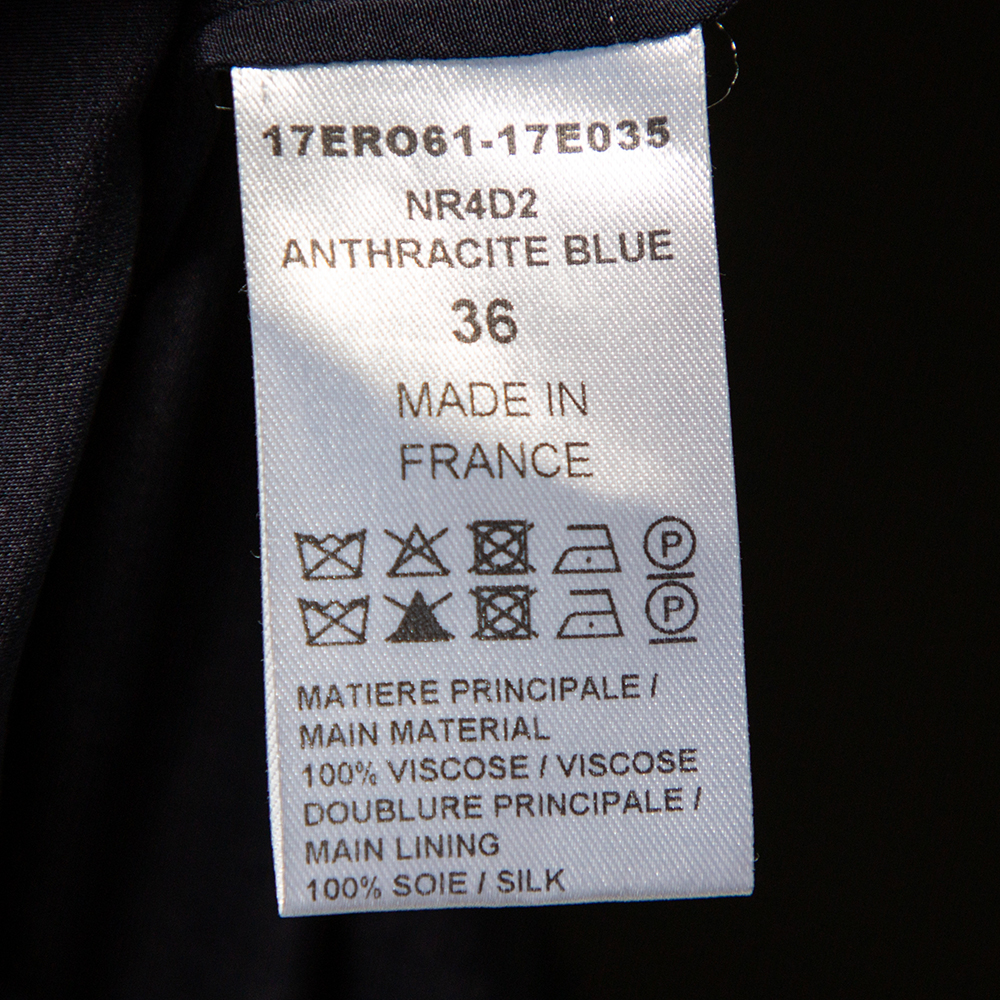 17ERO61-17E035
NR4D2
ANTHRACITE BLUE
36
MADE IN
FRANCE
P
P
MATIERE PRINCIPALE /
MAIN MATERIAL
100% VISCOSE / VISCOSE
DOUBLURE PRINCIPALE /
MAIN LINING
100% SOIE / SILK